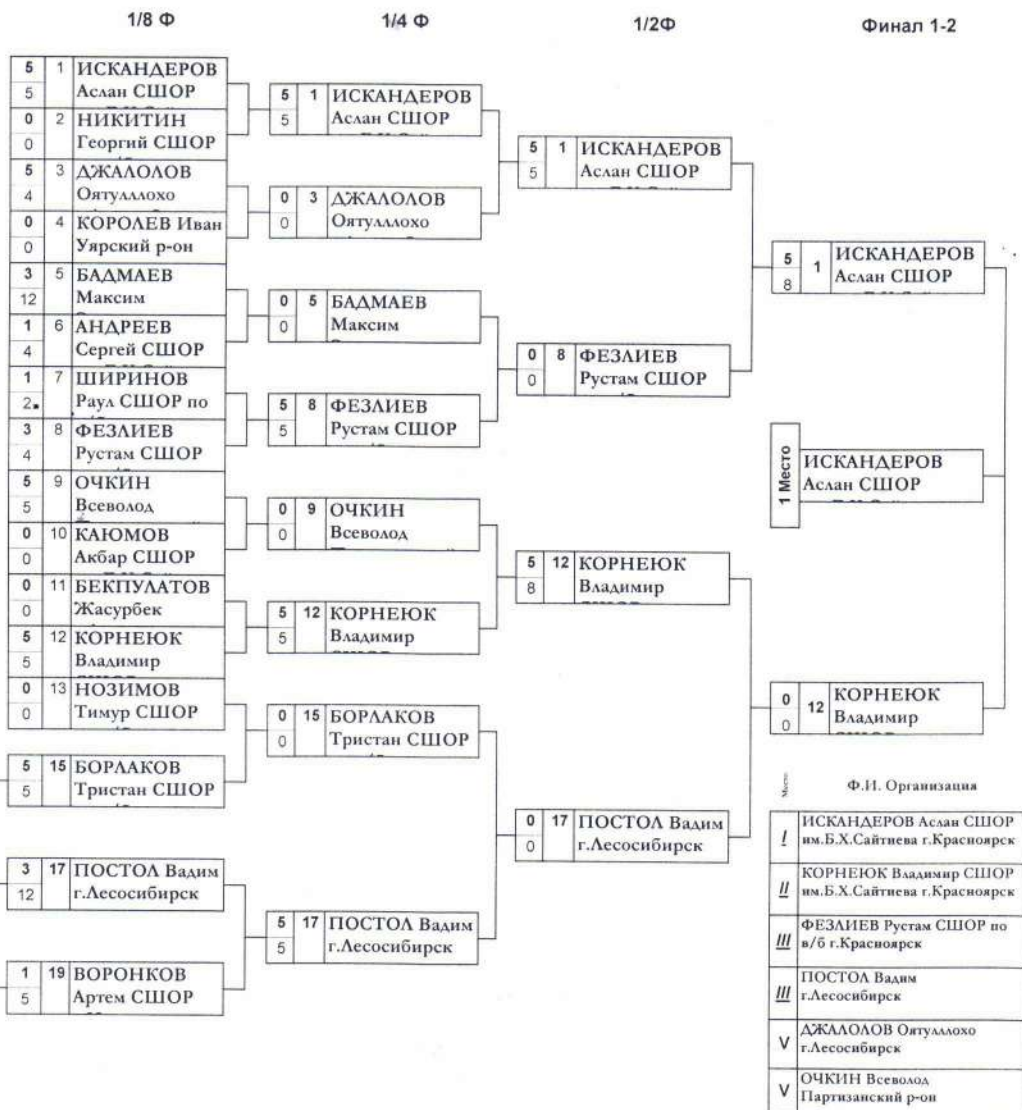 1/8 Ф
1/4 Ф
1/2Ф
Финал 1-2
5 1 ИСКАНДЕРОВ
5 Аслан СШОР
0 2 НИКИТИН
0 Георгий СШОР
5 3 ДЖАЛОЛОВ
4 Оятулллохо
0 4 КОРОЛЕВ Иван
0 Уярский р-он
3 5 БАДМАЕВ
12 Максим
1 6 АНДРЕЕВ
4 Сергей СШОР
1 7 ШИРИНОВ
2 Раул СШОР по
3 8 ФЕЗЛИЕВ
4 Рустам СШОР
5 9 ОЧКИН
5 Всеволод
0 10 КАЮМОВ
0 Акбар СШОР
0 11 БЕКПУЛАТОВ
0 Жасурбек
5 12 КОРНЕЮК
5 Владимир
0 13 НОЗИМОВ
0 Тимур СШОР
5 15 БОРЛАКОВ
5 Тристан СШОР
3 17 ПОСТОЛ Вадим
12 г.Лесосибирск
1 19 ВОРОНКОВ
5 Артем СШОР
5 1 ИСКАНДЕРОВ
5 Аслан СШОР
0 3 ДЖАЛОЛОВ
0 Оятулллохо
0 5 БАДМАЕВ
0 Максим
5 8 ФЕЗЛИЕВ
5 Рустам СШОР
0 9 ОЧКИН
0 Всеволод
5 12 КОРНЕЮК
5 Владимир
0 15 БОРЛАКОВ
0 Тристан СШОР
5 17 ПОСТОЛ Вадим
5 г.Лесосибирск
5 1 ИСКАНДЕРОВ
5 Аслан СШОР
0 8 ФЕЗЛИЕВ
0 Рустам СШОР
5 12 КОРНЕЮК
8 Владимир
0 17 ПОСТОЛ Вадим
0 г.Лесосибирск
5 1 ИСКАНДЕРОВ
8 Аслан СШОР
1 Место
ИСКАНДЕРОВ
Аслан СШОР
0 12 КОРНЕЮК
0 Владимир
Место Ф.И. Организация
I ИСКАНДЕРОВ Аслан СШОР
им.Б.Х.Сайтиева г.Красноярск
II КОРНЕЮК Владимир СШОР
им.Б.Х.Сайтиева г.Красноярск
III ФЕЗЛИЕВ Рустам СШОР по
в/б г.Красноярск
III ПОСТОЛ Вадим
г.Лесосибирск
V ДЖАЛОЛОВ Оятулллохо
г.Лесосибирск
V ОЧКИН Всеволод
Партизанский р-он